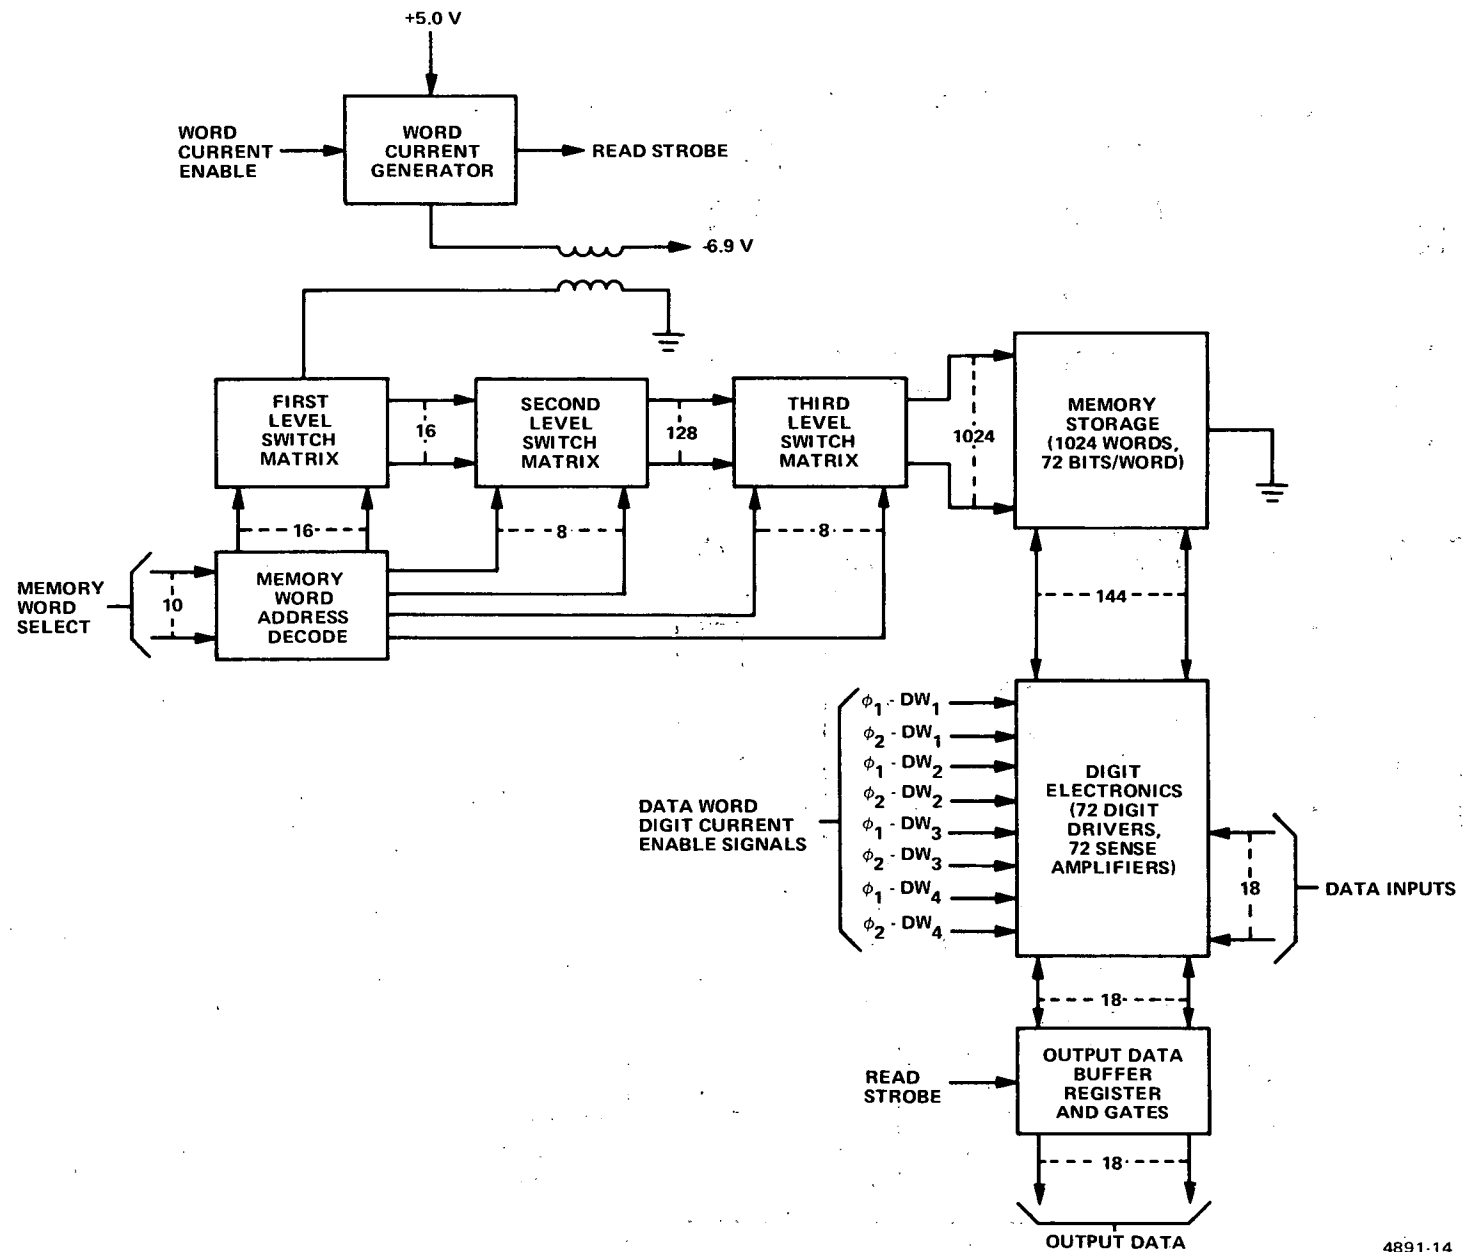 +5.0 V
WORD
CURRENT
ENABLE
WORD
CURRENT
GENERATOR
READ STROBE
-6.9 V
FIRST
LEVEL
SWITCH
MATRIX
16
SECOND
LEVEL
SWITCH
MATRIX
128
THIRD
LEVEL
SWITCH
MATRIX
1024
MEMORY
STORAGE
(1024 WORDS,
72 BITS/WORD)
16
8
8
MEMORY
WORD
SELECT
10
MEMORY
WORD
ADDRESS
DECODE
144
DATA WORD
DIGIT CURRENT
ENABLE SIGNALS
ϕ1 - DW1
ϕ2 - DW1
ϕ1 - DW2
ϕ2 - DW2
ϕ1 - DW3
ϕ2 - DW3
ϕ1 - DW4
ϕ2 - DW4
DIGIT
ELECTRONICS
(72 DIGIT
DRIVERS,
72 SENSE
AMPLIFIERS)
18
DATA INPUTS
18
READ
STROBE
OUTPUT DATA
BUFFER
REGISTER
AND GATES
18
OUTPUT DATA
4891-14